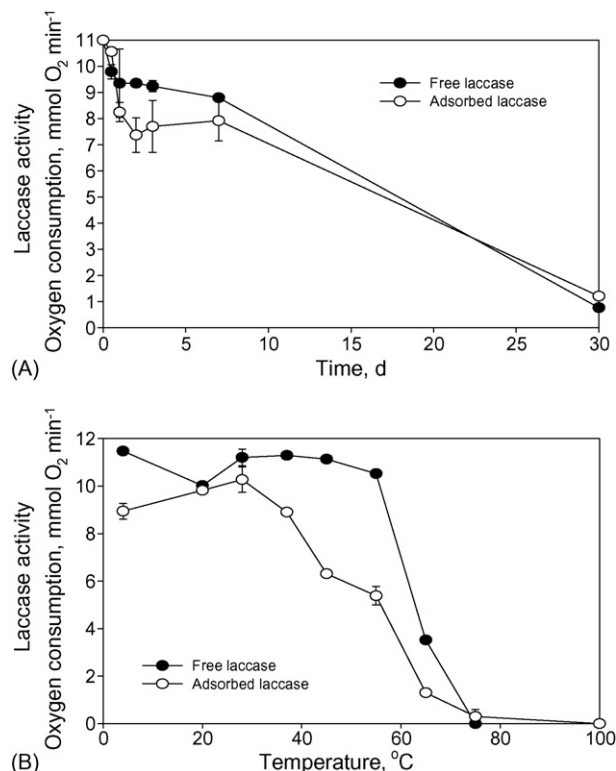 11
10
9
8
7
6
5
4
3
2
1
0
Laccase activity
Oxygen consumption, mmol O₂ min⁻¹
Free laccase
Adsorbed laccase
0 5 10 15 20 25 30
Time, d
(A)
12
10
8
6
4
2
0
Laccase activity
Oxygen consumption, mmol O₂ min⁻¹
Free laccase
Adsorbed laccase
0 20 40 60 80 100
Temperature, °C
(B)